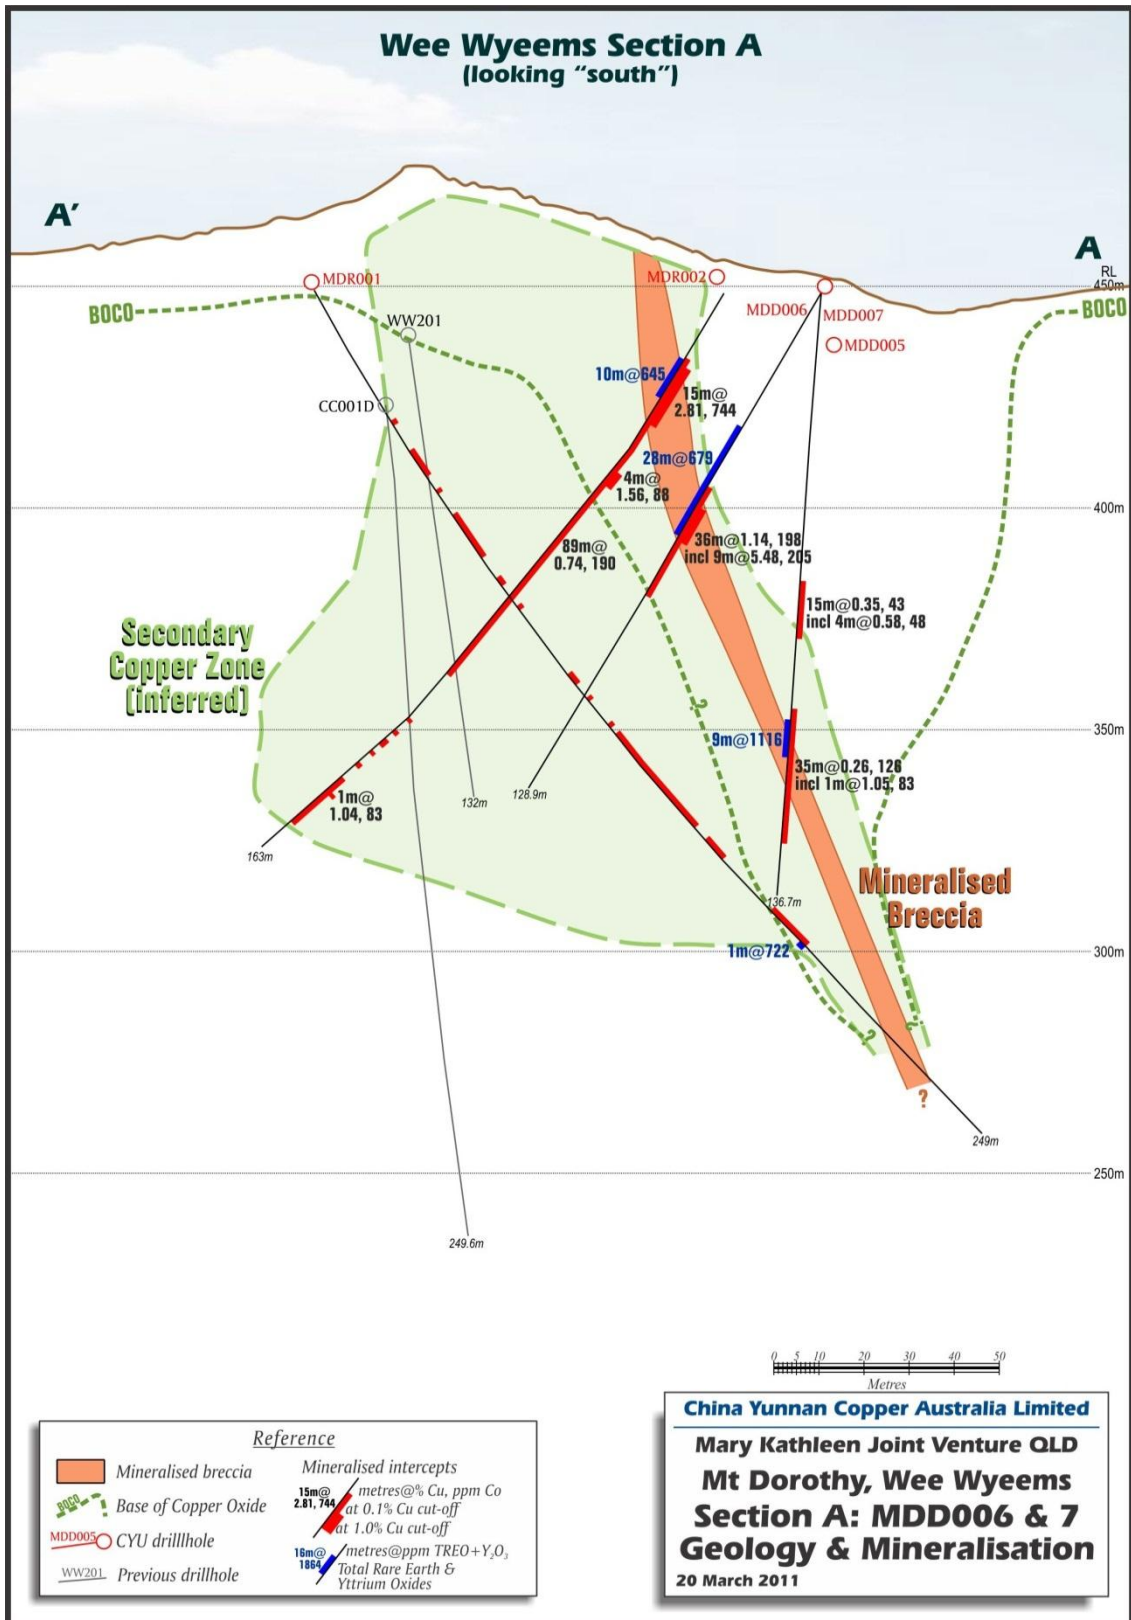 Wee Wyeems Section A
(looking “south”)
A'
A
RL
450m
BOCO
BOCO
MDR001
MDR002
MDD006
MDD007
MDD005
WW201
CC001D
10m@645
15m@
2.81, 744
28m@679
4m@
1.56, 88
400m
36m@1.14, 198
incl 9m@5.48, 205
89m@
0.74, 190
15m@0.35, 43
incl 4m@0.58, 48
Secondary
Copper Zone
(inferred)
?
350m
9m@1116
35m@0.26, 126
incl 1m@1.05, 83
1m@
1.04, 83
132m
128.9m
163m
Mineralised
Breccia
136.7m
1m@722
300m
?
?
?
249m
250m
249.6m
0 5 10 20 30 40 50
Metres
Reference
Mineralised breccia
BOCO
Base of Copper Oxide
MDD005
CYU drilllhole
WW201
Previous drillhole
Mineralised intercepts
15m@
2.81, 744
metres@% Cu, ppm Co
at 0.1% Cu cut-off
at 1.0% Cu cut-off
16m@
1864
metres@ppm TREO+Y₂O₃
Total Rare Earth &
Yttrium Oxides
China Yunnan Copper Australia Limited
Mary Kathleen Joint Venture QLD
Mt Dorothy, Wee Wyeems
Section A: MDD006 & 7
Geology & Mineralisation
20 March 2011